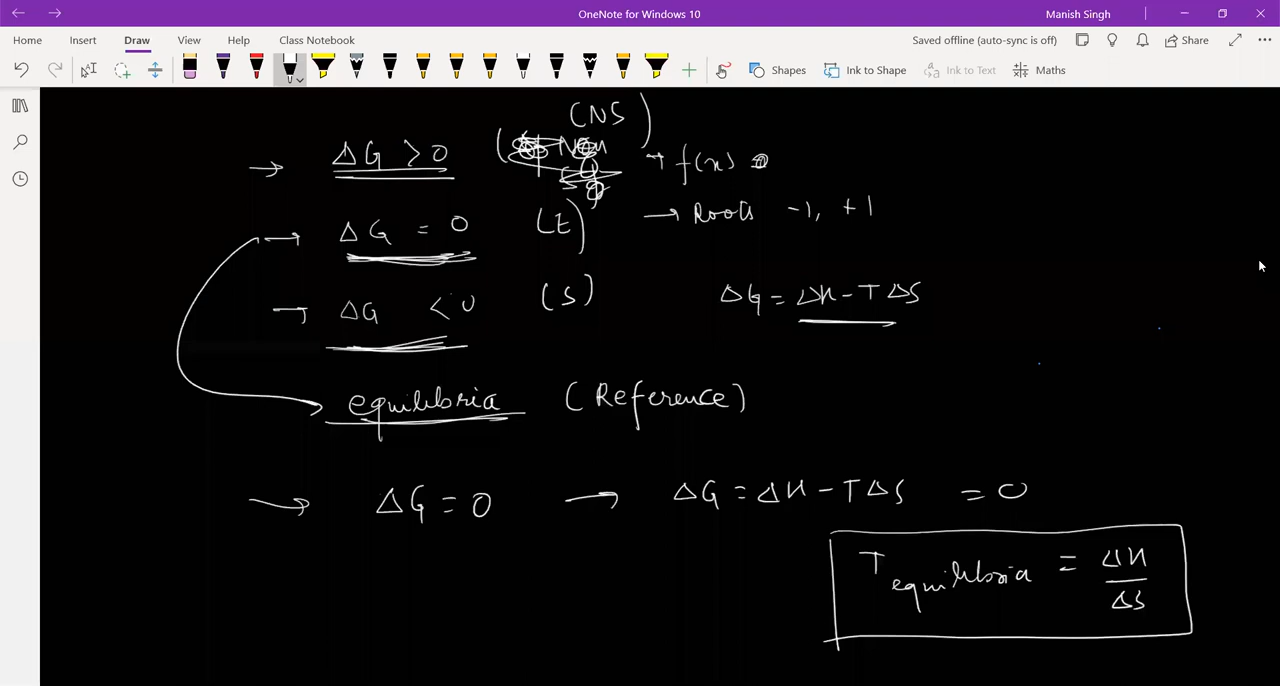 OneNote for Windows 10
Manish Singh
Home Insert Draw View Help Class Notebook
Saved offline (auto-sync is off) Share
Shapes Ink to Shape Ink to Text Maths
(NS)
→ ΔG > 0
→ f(x)
→ ΔG = 0 (E)
→ Roots -1, +1
→ ΔG < 0 (S)
ΔG = ΔH - TΔS
equilibria (Reference)
→ ΔG = 0 → ΔG = ΔH - TΔS = 0
T equilibria = ΔH
ΔS